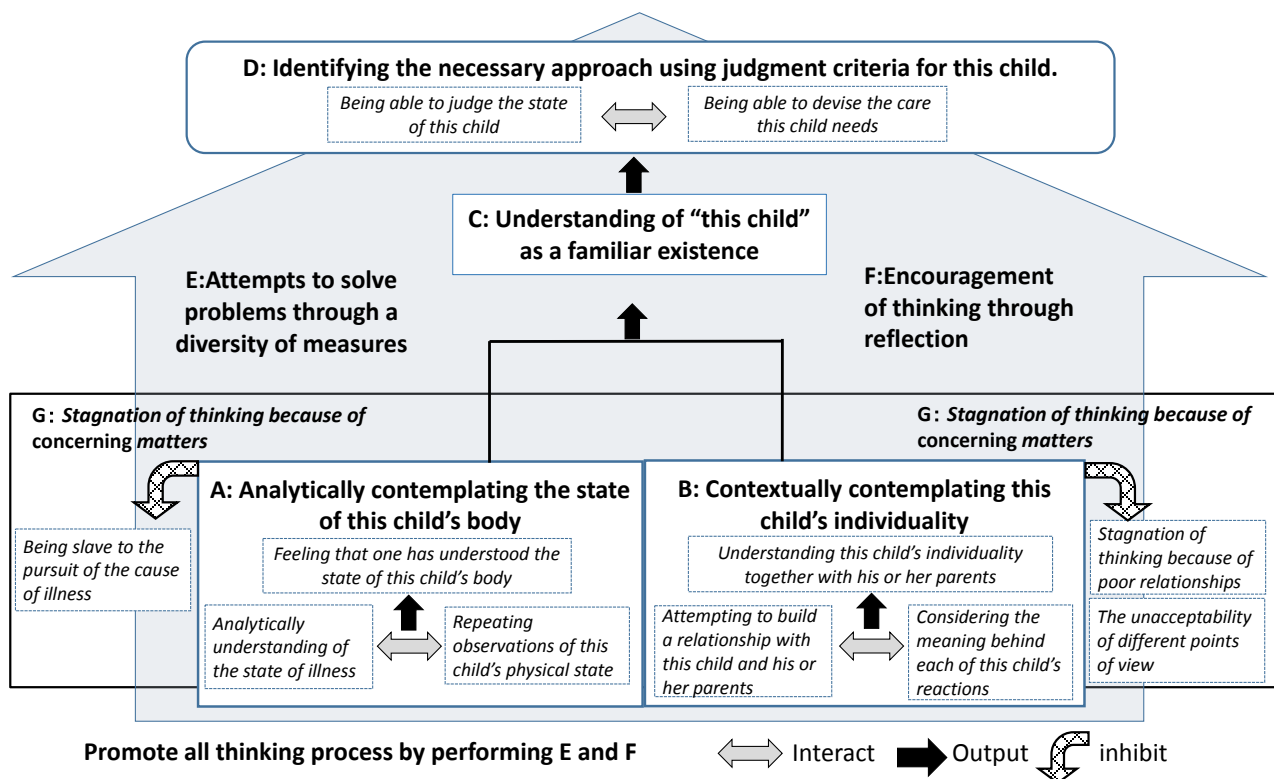 D: Identifying the necessary approach using judgment criteria for this child.
Being able to judge the state
of this child
Being able to devise the care
this child needs
C: Understanding of “this child”
as a familiar existence
E:Attempts to solve
problems through a
diversity of measures
F:Encouragement
of thinking through
reflection
G: Stagnation of thinking because of
concerning matters
G: Stagnation of thinking because of
concerning matters
A: Analytically contemplating the state
of this child’s body
Feeling that one has understood the
state of this child’s body
Analytically
understanding of
the state of illness
Repeating
observations of this
child’s physical state
B: Contextually contemplating this
child’s individuality
Understanding this child’s individuality
together with his or her parents
Attempting to build
a relationship with
this child and his or
her parents
Considering the
meaning behind
each of this child’s
reactions
Being slave to the
pursuit of the cause
of illness
Stagnation of
thinking because of
poor relationships
The unacceptability
of different points
of view
Promote all thinking process by performing E and F
Interact
Output
inhibit